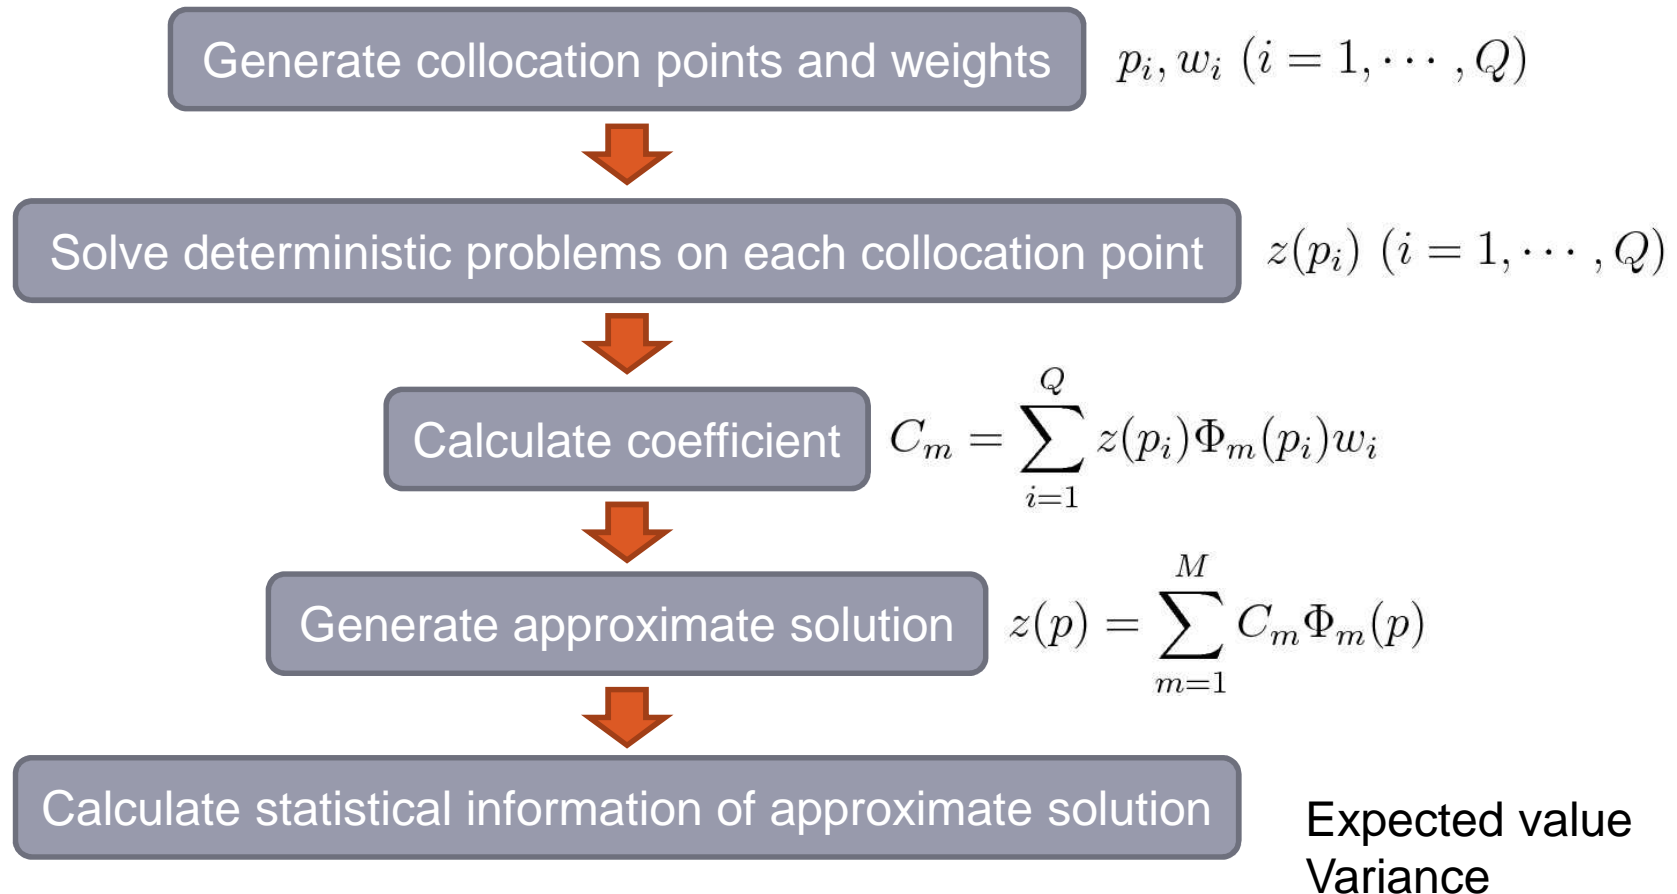 Generate collocation points and weights p_i, w_i (i = 1, ⋯ , Q)
Solve deterministic problems on each collocation point z(p_i) (i = 1, ⋯ , Q)
Calculate coefficient C_m = \sum_{i=1}^{Q} z(p_i)Φ_m(p_i)w_i
Generate approximate solution z(p) = \sum_{m=1}^{M} C_mΦ_m(p)
Calculate statistical information of approximate solution
Expected value
Variance